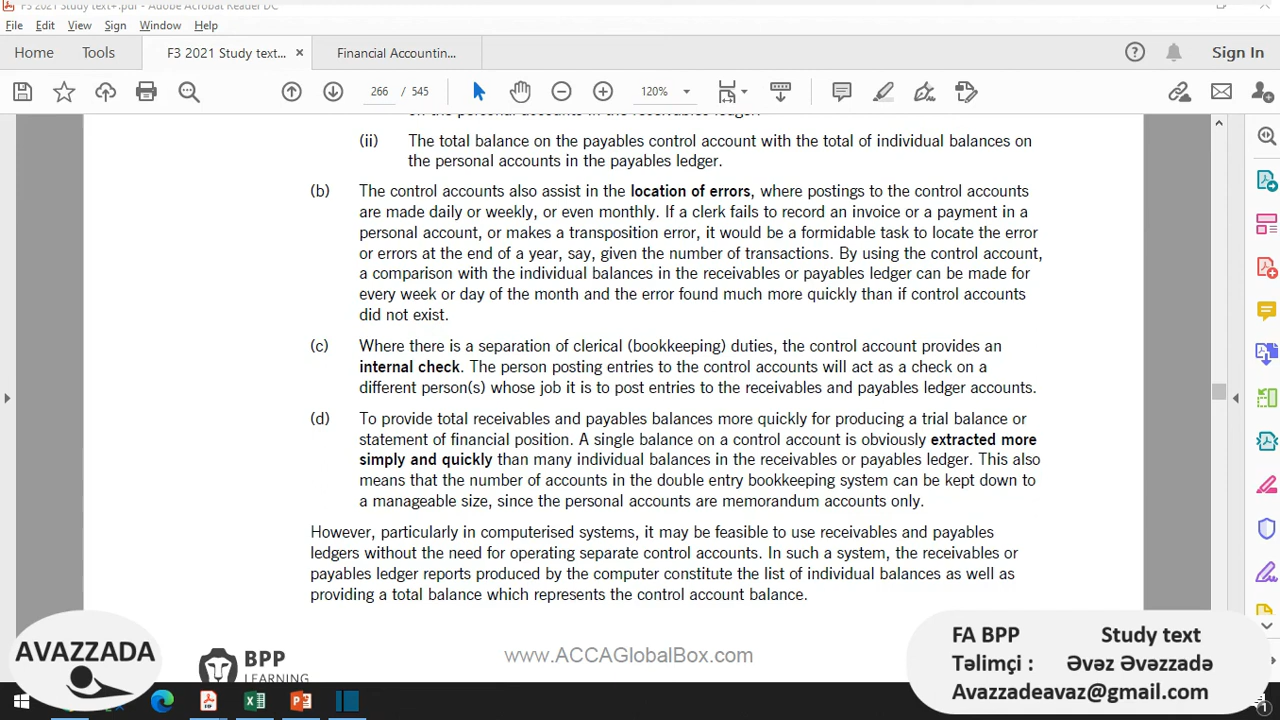 F3 2021 Study text+.pdf - Adobe Acrobat Reader DC
File Edit View Sign Window Help
Home Tools F3 2021 Study text... × Financial Accountin... Sign In
266 / 545 120%
on the personal accounts in the receivables ledger.
(ii) The total balance on the payables control account with the total of individual balances on
the personal accounts in the payables ledger.
(b) The control accounts also assist in the location of errors, where postings to the control accounts
are made daily or weekly, or even monthly. If a clerk fails to record an invoice or a payment in a
personal account, or makes a transposition error, it would be a formidable task to locate the error
or errors at the end of a year, say, given the number of transactions. By using the control account,
a comparison with the individual balances in the receivables or payables ledger can be made for
every week or day of the month and the error found much more quickly than if control accounts
did not exist.
(c) Where there is a separation of clerical (bookkeeping) duties, the control account provides an
internal check. The person posting entries to the control accounts will act as a check on a
different person(s) whose job it is to post entries to the receivables and payables ledger accounts.
(d) To provide total receivables and payables balances more quickly for producing a trial balance or
statement of financial position. A single balance on a control account is obviously extracted more
simply and quickly than many individual balances in the receivables or payables ledger. This also
means that the number of accounts in the double entry bookkeeping system can be kept down to
a manageable size, since the personal accounts are memorandum accounts only.
However, particularly in computerised systems, it may be feasible to use receivables and payables
ledgers without the need for operating separate control accounts. In such a system, the receivables or
payables ledger reports produced by the computer constitute the list of individual balances as well as
providing a total balance which represents the control account balance.
AVAZZADA
BPP
LEARNING
www.ACCAGlobalBox.com
FA BPP Study text
Təlimçi : Əvəz Əvəzzadə
Avazzadeavaz@gmail.com